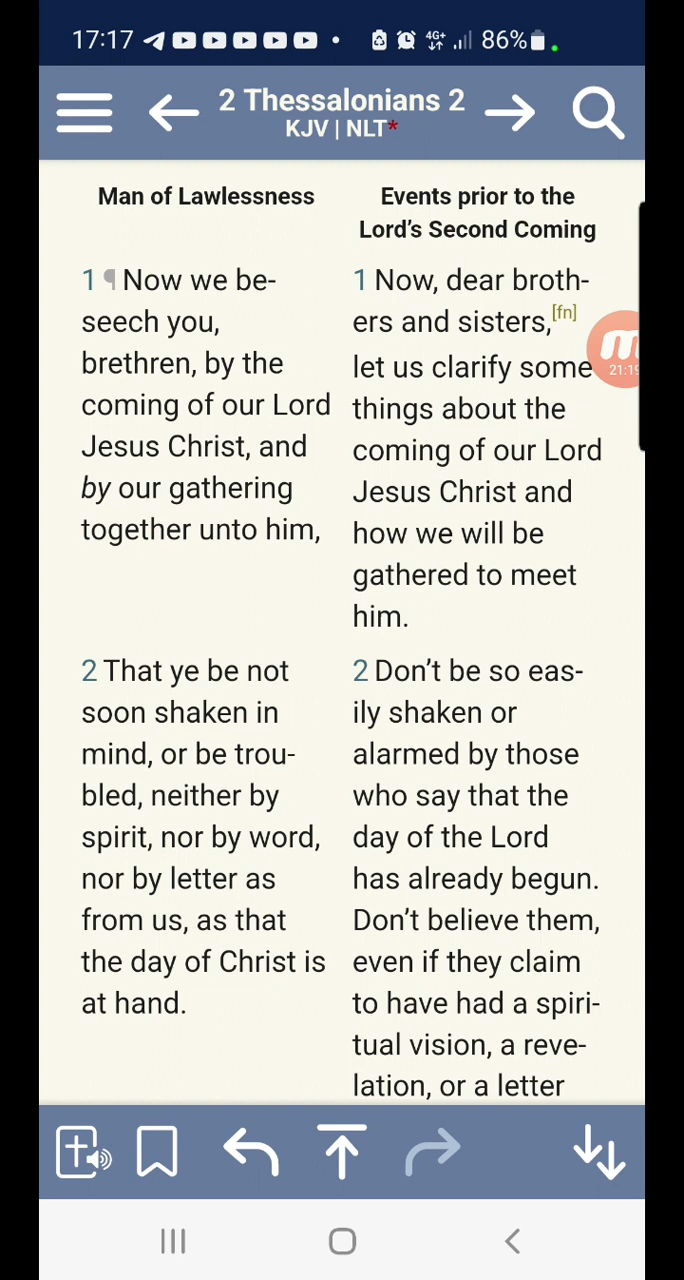 17:17
4G+
86%
2 Thessalonians 2
KJV | NLT*
Man of Lawlessness
1 ¶ Now we be-
seech you,
brethren, by the
coming of our Lord
Jesus Christ, and
by our gathering
together unto him,
2 That ye be not
soon shaken in
mind, or be trou-
bled, neither by
spirit, nor by word,
nor by letter as
from us, as that
the day of Christ is
at hand.
Events prior to the
Lord’s Second Coming
1 Now, dear broth-
ers and sisters,[fn]
let us clarify some
things about the
coming of our Lord
Jesus Christ and
how we will be
gathered to meet
him.
2 Don’t be so eas-
ily shaken or
alarmed by those
who say that the
day of the Lord
has already begun.
Don’t believe them,
even if they claim
to have had a spiri-
tual vision, a reve-
lation, or a letter
m
21:19